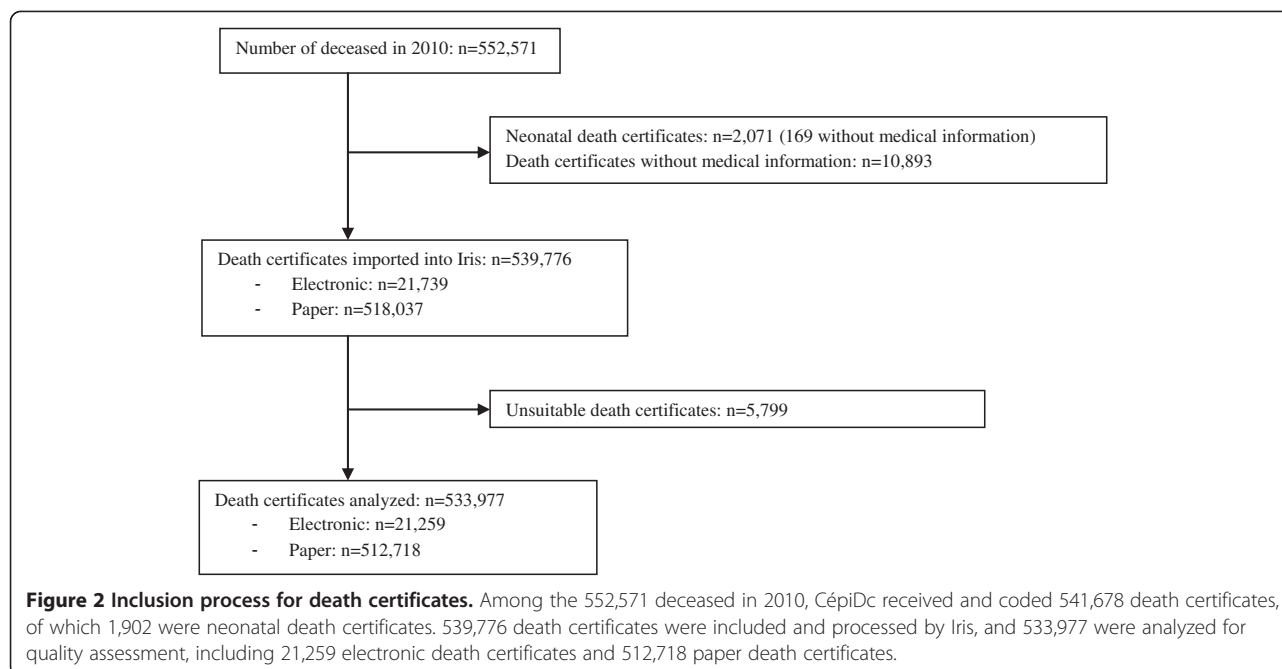 Number of deceased in 2010: n=552,571
Neonatal death certificates: n=2,071 (169 without medical information)
Death certificates without medical information: n=10,893
Death certificates imported into Iris: n=539,776
- Electronic: n=21,739
- Paper: n=518,037
Unsuitable death certificates: n=5,799
Death certificates analyzed: n=533,977
- Electronic: n=21,259
- Paper: n=512,718
Figure 2 Inclusion process for death certificates. Among the 552,571 deceased in 2010, CépiDc received and coded 541,678 death certificates,
of which 1,902 were neonatal death certificates. 539,776 death certificates were included and processed by Iris, and 533,977 were analyzed for
quality assessment, including 21,259 electronic death certificates and 512,718 paper death certificates.